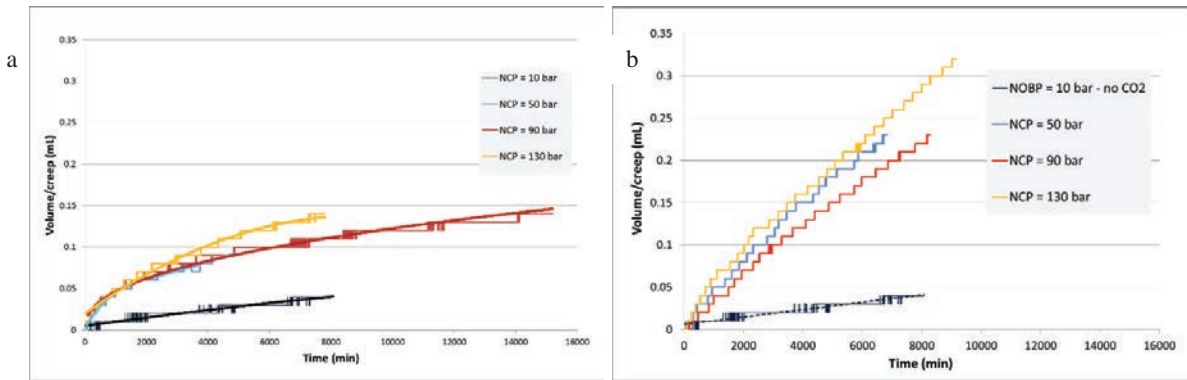 a
Volume/creep (mL)
0.35
0.3
0.25
0.2
0.15
0.1
0.05
0
0 2000 4000 6000 8000 10000 12000 14000 16000
Time (min)
NCP = 10 bar
NCP = 50 bar
NCP = 90 bar
NCP = 130 bar
b
Volume/creep (mL)
0.35
0.3
0.25
0.2
0.15
0.1
0.05
0
0 2000 4000 6000 8000 10000 12000 14000 16000
Time (min)
NOBP = 10 bar - no CO2
NCP = 50 bar
NCP = 90 bar
NCP = 130 bar